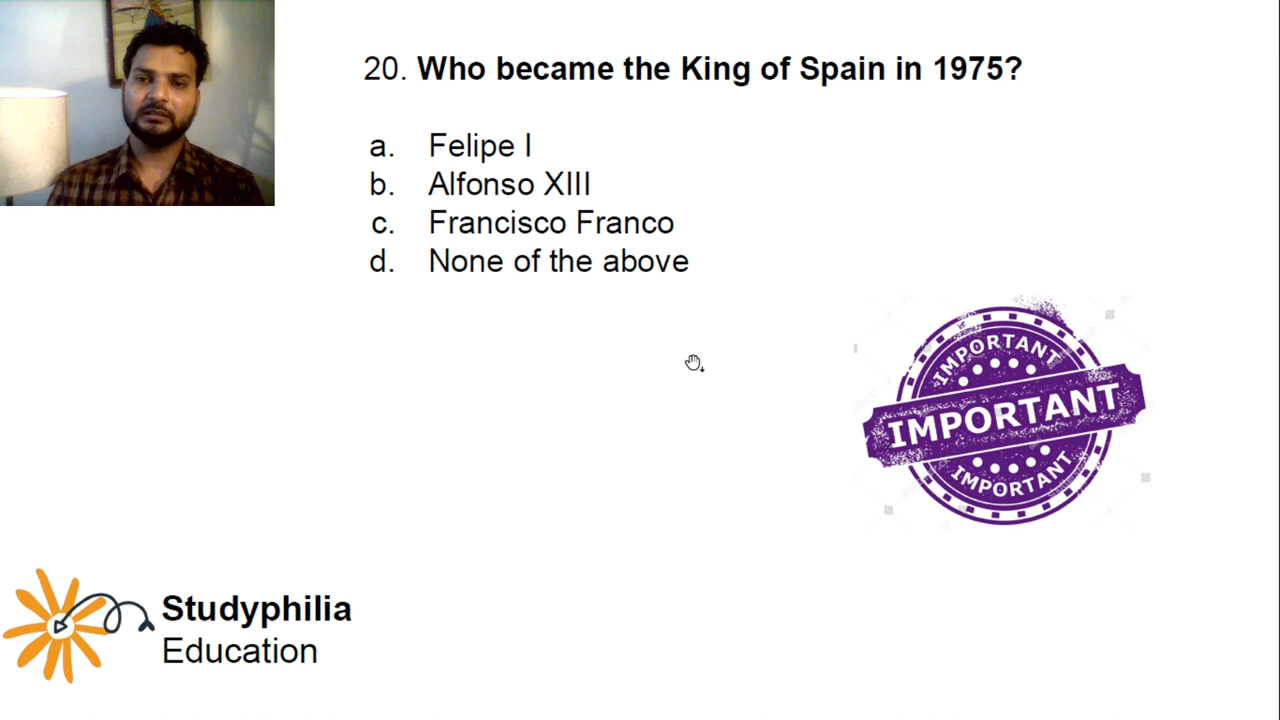 20. Who became the King of Spain in 1975?
a. Felipe I
b. Alfonso XIII
c. Francisco Franco
d. None of the above
IMPORTANT
IMPORTANT
IMPORTANT
Studyphilia
Education